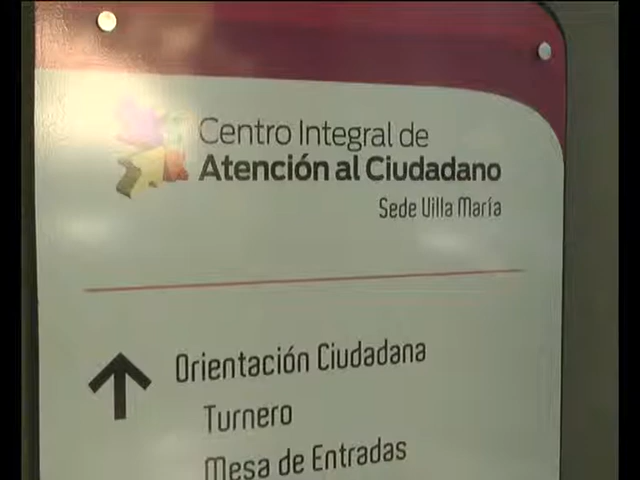 Centro Integral de
Atención al Ciudadano
Sede Villa María
Orientación Ciudadana
Turnero
Mesa de Entradas